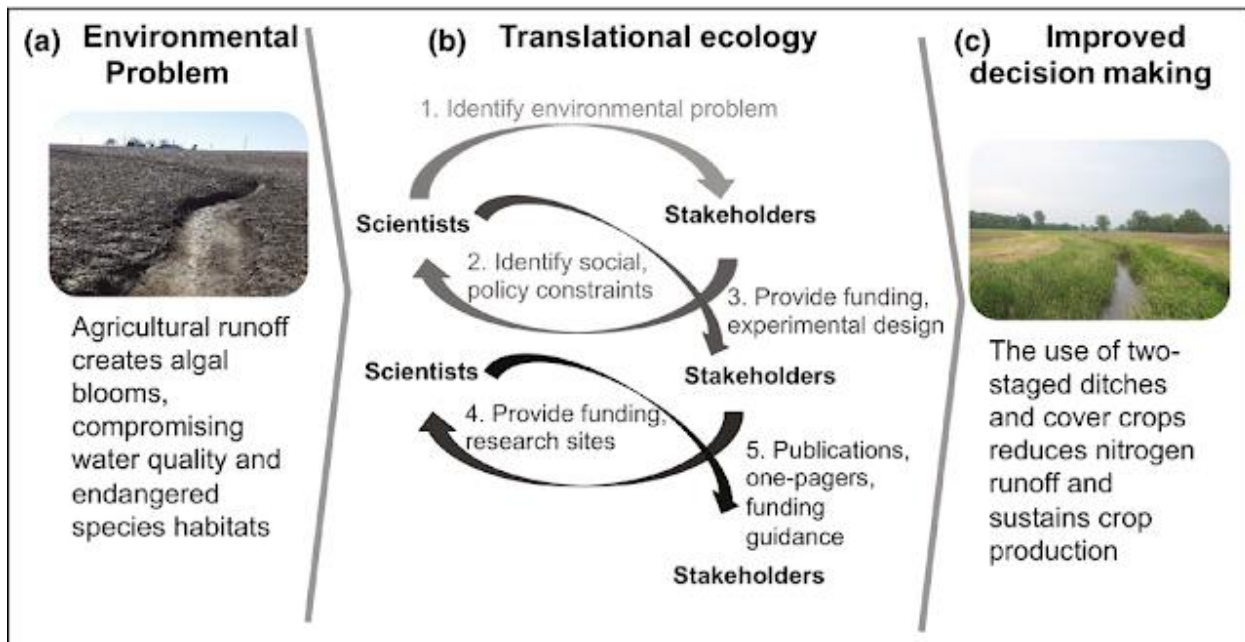 (a) Environmental
Problem
Agricultural runoff
creates algal
blooms,
compromising
water quality and
endangered
species habitats
(b) Translational ecology
1. Identify environmental problem
Scientists
Stakeholders
2. Identify social,
policy constraints
3. Provide funding,
experimental design
Scientists
Stakeholders
4. Provide funding,
research sites
5. Publications,
one-pagers,
funding
guidance
Stakeholders
(c) Improved
decision making
The use of two-
staged ditches
and cover crops
reduces nitrogen
runoff and
sustains crop
production